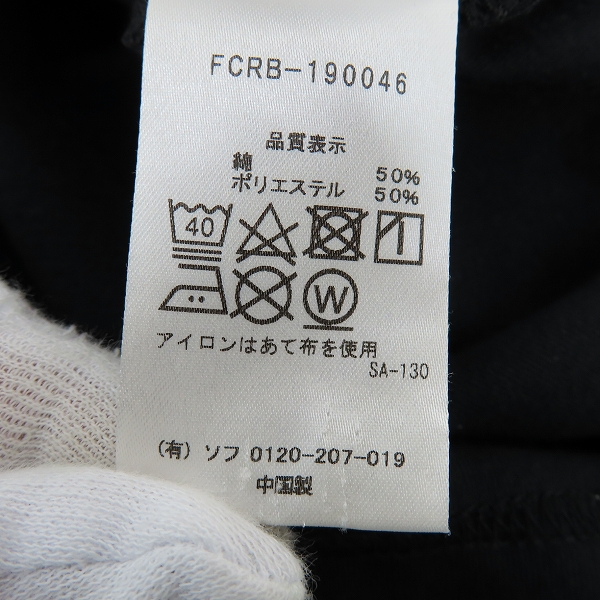 FCRB-190046
品質表示
綿 50%
ポリエステル 50%
40
W
アイロンはあて布を使用
SA-130
(有) ソフ 0120-207-019
中国製